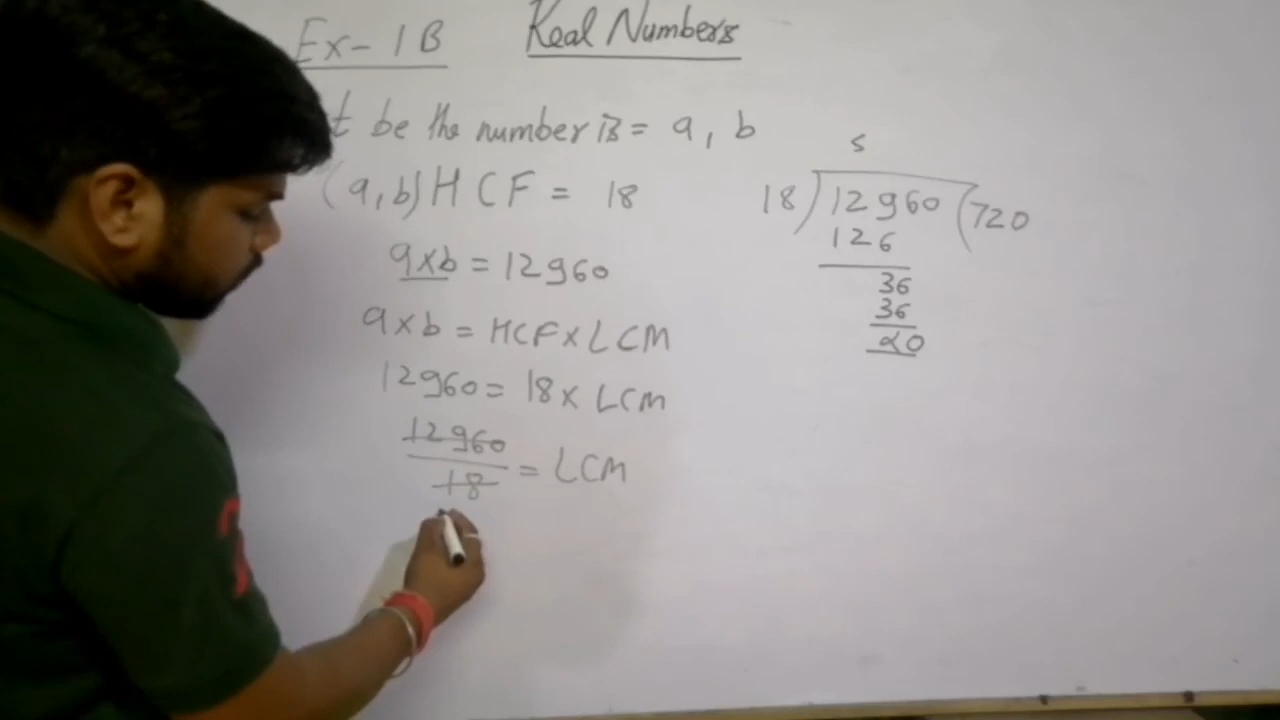 Ex-1B Real Numbers
t be the number is = a, b
(a,b) HCF = 18
a×b = 12960
a×b = HCF×LCM
12960 = 18× LCM
12960
18 = LCM
5
18)12960(720
126
36
36
20